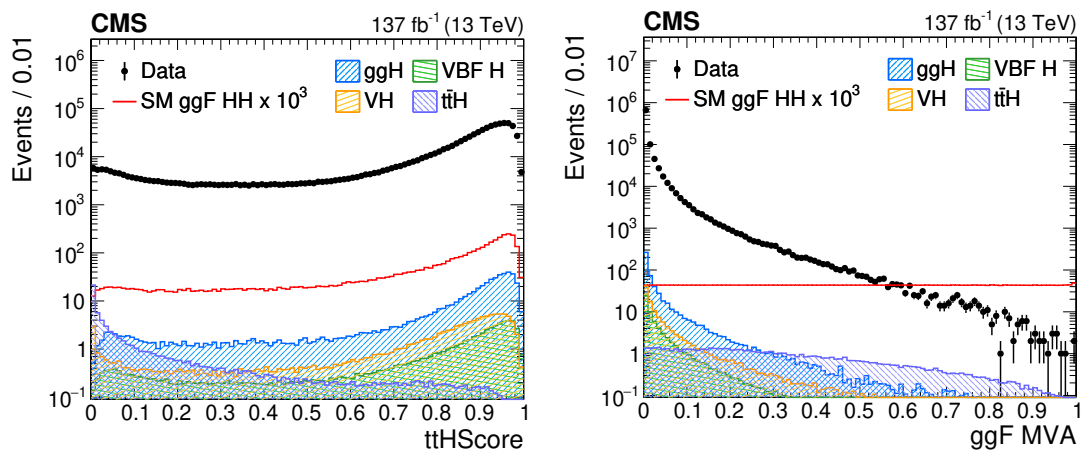 CMS 137 fb⁻¹ (13 TeV)
Events / 0.01
10⁶
10⁵
10⁴
10³
10²
10
1
10⁻¹
Data
SM ggF HH x 10³
ggH
VBF H
VH
tt̄H
0 0.1 0.2 0.3 0.4 0.5 0.6 0.7 0.8 0.9 1
ttHScore
CMS 137 fb⁻¹ (13 TeV)
Events / 0.01
10⁷
10⁶
10⁵
10⁴
10³
10²
10
1
10⁻¹
Data
SM ggF HH x 10³
ggH
VBF H
VH
tt̄H
0 0.1 0.2 0.3 0.4 0.5 0.6 0.7 0.8 0.9 1
ggF MVA